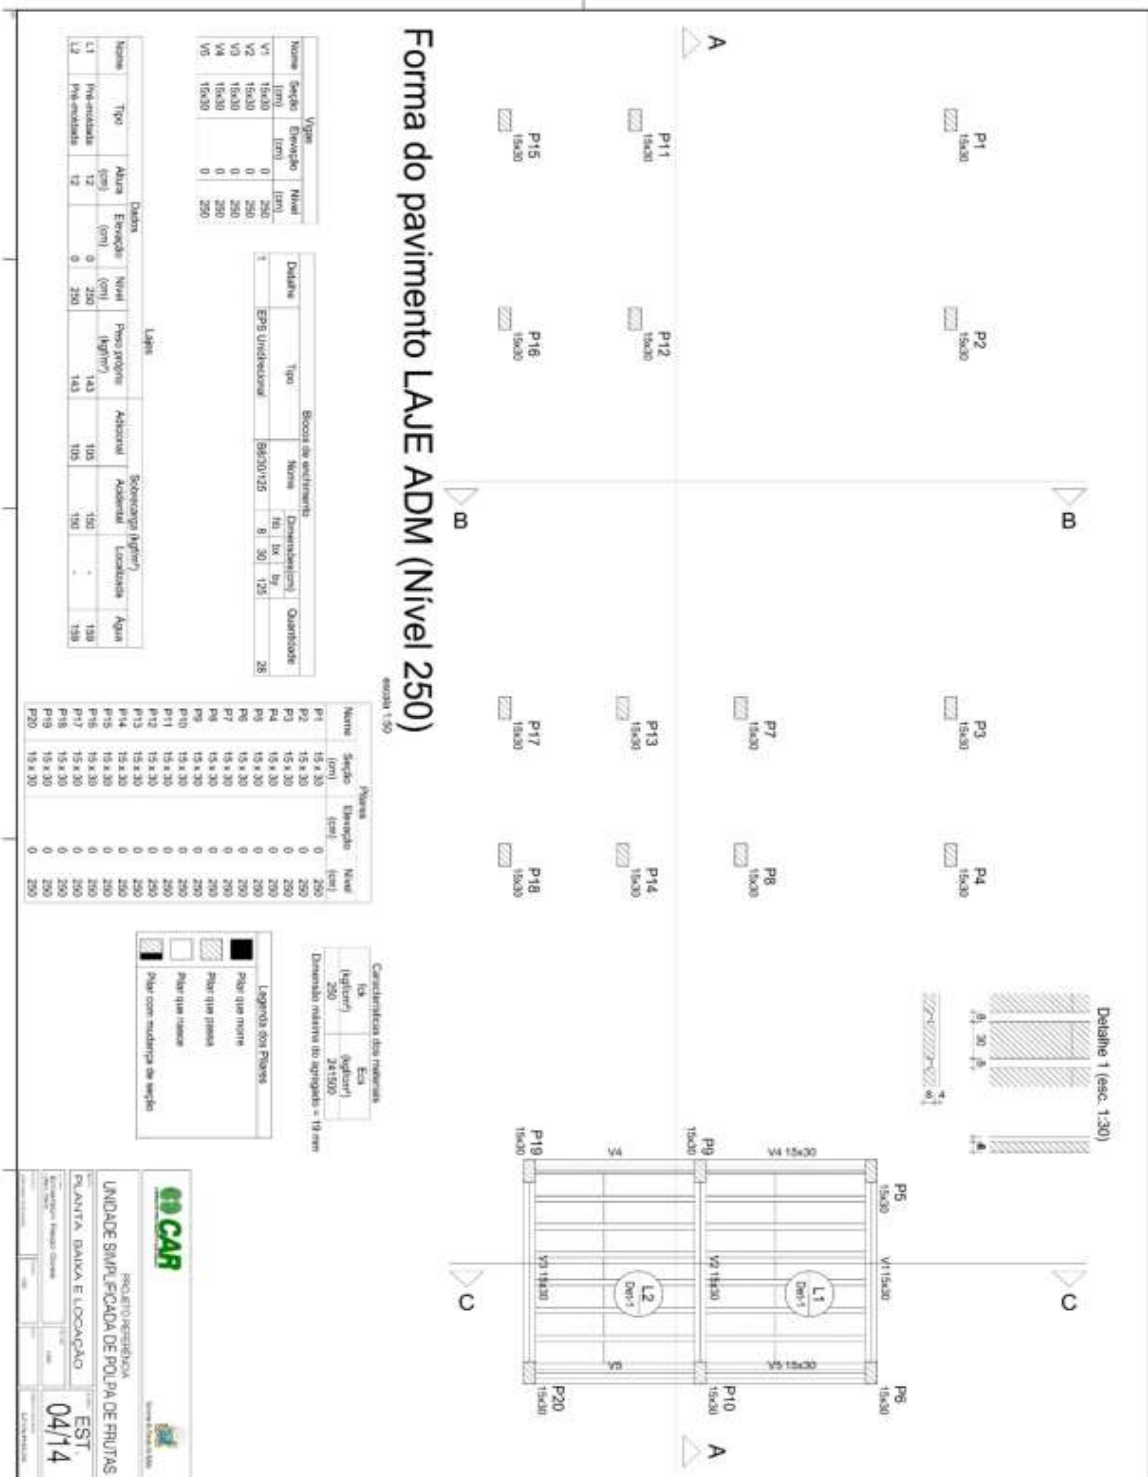 A
P1
15x30
P2
15x30
P3
15x30
P4
15x30
P11
15x30
P12
15x30
P15
15x30
P16
15x30
B
B
P7
15x30
P8
15x30
P13
15x30
P14
15x30
P17
15x30
P18
15x30
Detalhe 1 (esc. 1:30)
8 30 8
P5
15x30
V1 15x30
P6
15x30
V4 15x30
L1
Det-1
V5 15x30
P9
15x30
V2 15x30
P10
15x30
V4
L2
Det-1
V5
P19
15x30
V3 15x30
P20
15x30
C
C
A
Forma do pavimento LAJE ADM (Nível 250)
escala 1:50
Vigas
Nome Seção (cm) Elevação (cm) Nível (cm)
V1 15x30 0 250
V2 15x30 0 250
V3 15x30 0 250
V4 15x30 0 250
V5 15x30 0 250
Blocos de enchimento
Detalhe Tipo Nome Dimensões(cm) Quantidade
hb bx by
1 EPS Unidirecional B8/30/125 8 30 125 28
Lajes
Dados Sobrecarga (kgf/m²)
Nome Tipo Altura (cm) Elevação (cm) Nível (cm) Peso próprio (kgf/m²) Adicional Acidental Localizada Água
L1 Pré-moldada 12 0 250 143 105 150 - 159
L2 Pré-moldada 12 0 250 143 105 150 - 159
Pilares
Nome Seção (cm) Elevação (cm) Nível (cm)
P1 15 x 30 0 250
P2 15 x 30 0 250
P3 15 x 30 0 250
P4 15 x 30 0 250
P5 15 x 30 0 250
P6 15 x 30 0 250
P7 15 x 30 0 250
P8 15 x 30 0 250
P9 15 x 30 0 250
P10 15 x 30 0 250
P11 15 x 30 0 250
P12 15 x 30 0 250
P13 15 x 30 0 250
P14 15 x 30 0 250
P15 15 x 30 0 250
P16 15 x 30 0 250
P17 15 x 30 0 250
P18 15 x 30 0 250
P19 15 x 30 0 250
P20 15 x 30 0 250
Características dos materiais
fck (kgf/cm²) Ecs (kgf/cm²)
250 241500
Dimensão máxima do agregado = 19 mm
Legenda dos Pilares
Pilar que morre
Pilar que passa
Pilar que nasce
Pilar com mudança de seção
CAR
PROJETO REFERÊNCIA
UNIDADE SIMPLIFICADA DE POLPA DE FRUTAS
PLANTA BAIXA E LOCAÇÃO
EST.
04/14